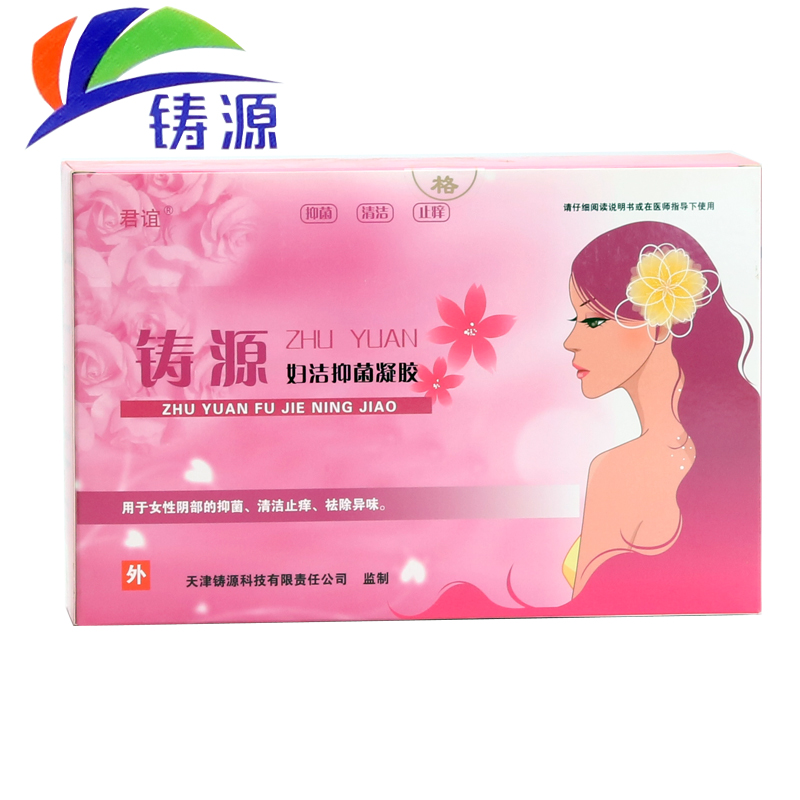 铸源
格
君谊®
抑菌 清洁 止痒
请仔细阅读说明书或在医师指导下使用
铸源 ZHU YUAN
妇洁抑菌凝胶
ZHU YUAN FU JIE NING JIAO
用于女性阴部的抑菌、清洁止痒、祛除异味。
外
天津铸源科技有限责任公司 监制